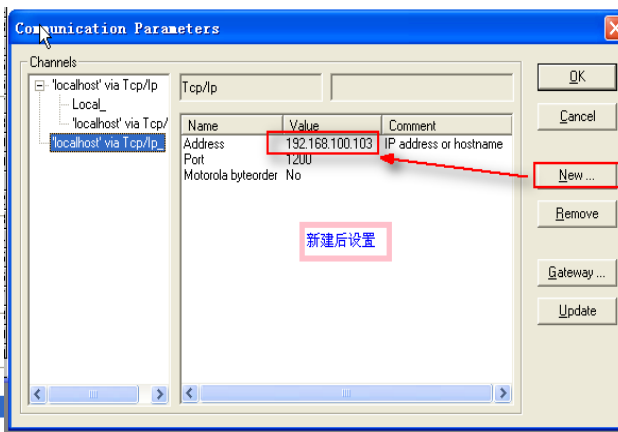 Communication Parameters
Channels
'localhost' via Tcp/Ip
Local_
'localhost' via Tcp/
'localhost' via Tcp/Ip_
Tcp/Ip
Name Value Comment
Address 192.168.100.103 IP address or hostname
Port 1200
Motorola byteorder No
新建后设置
OK
Cancel
New ...
Remove
Gateway ...
Update